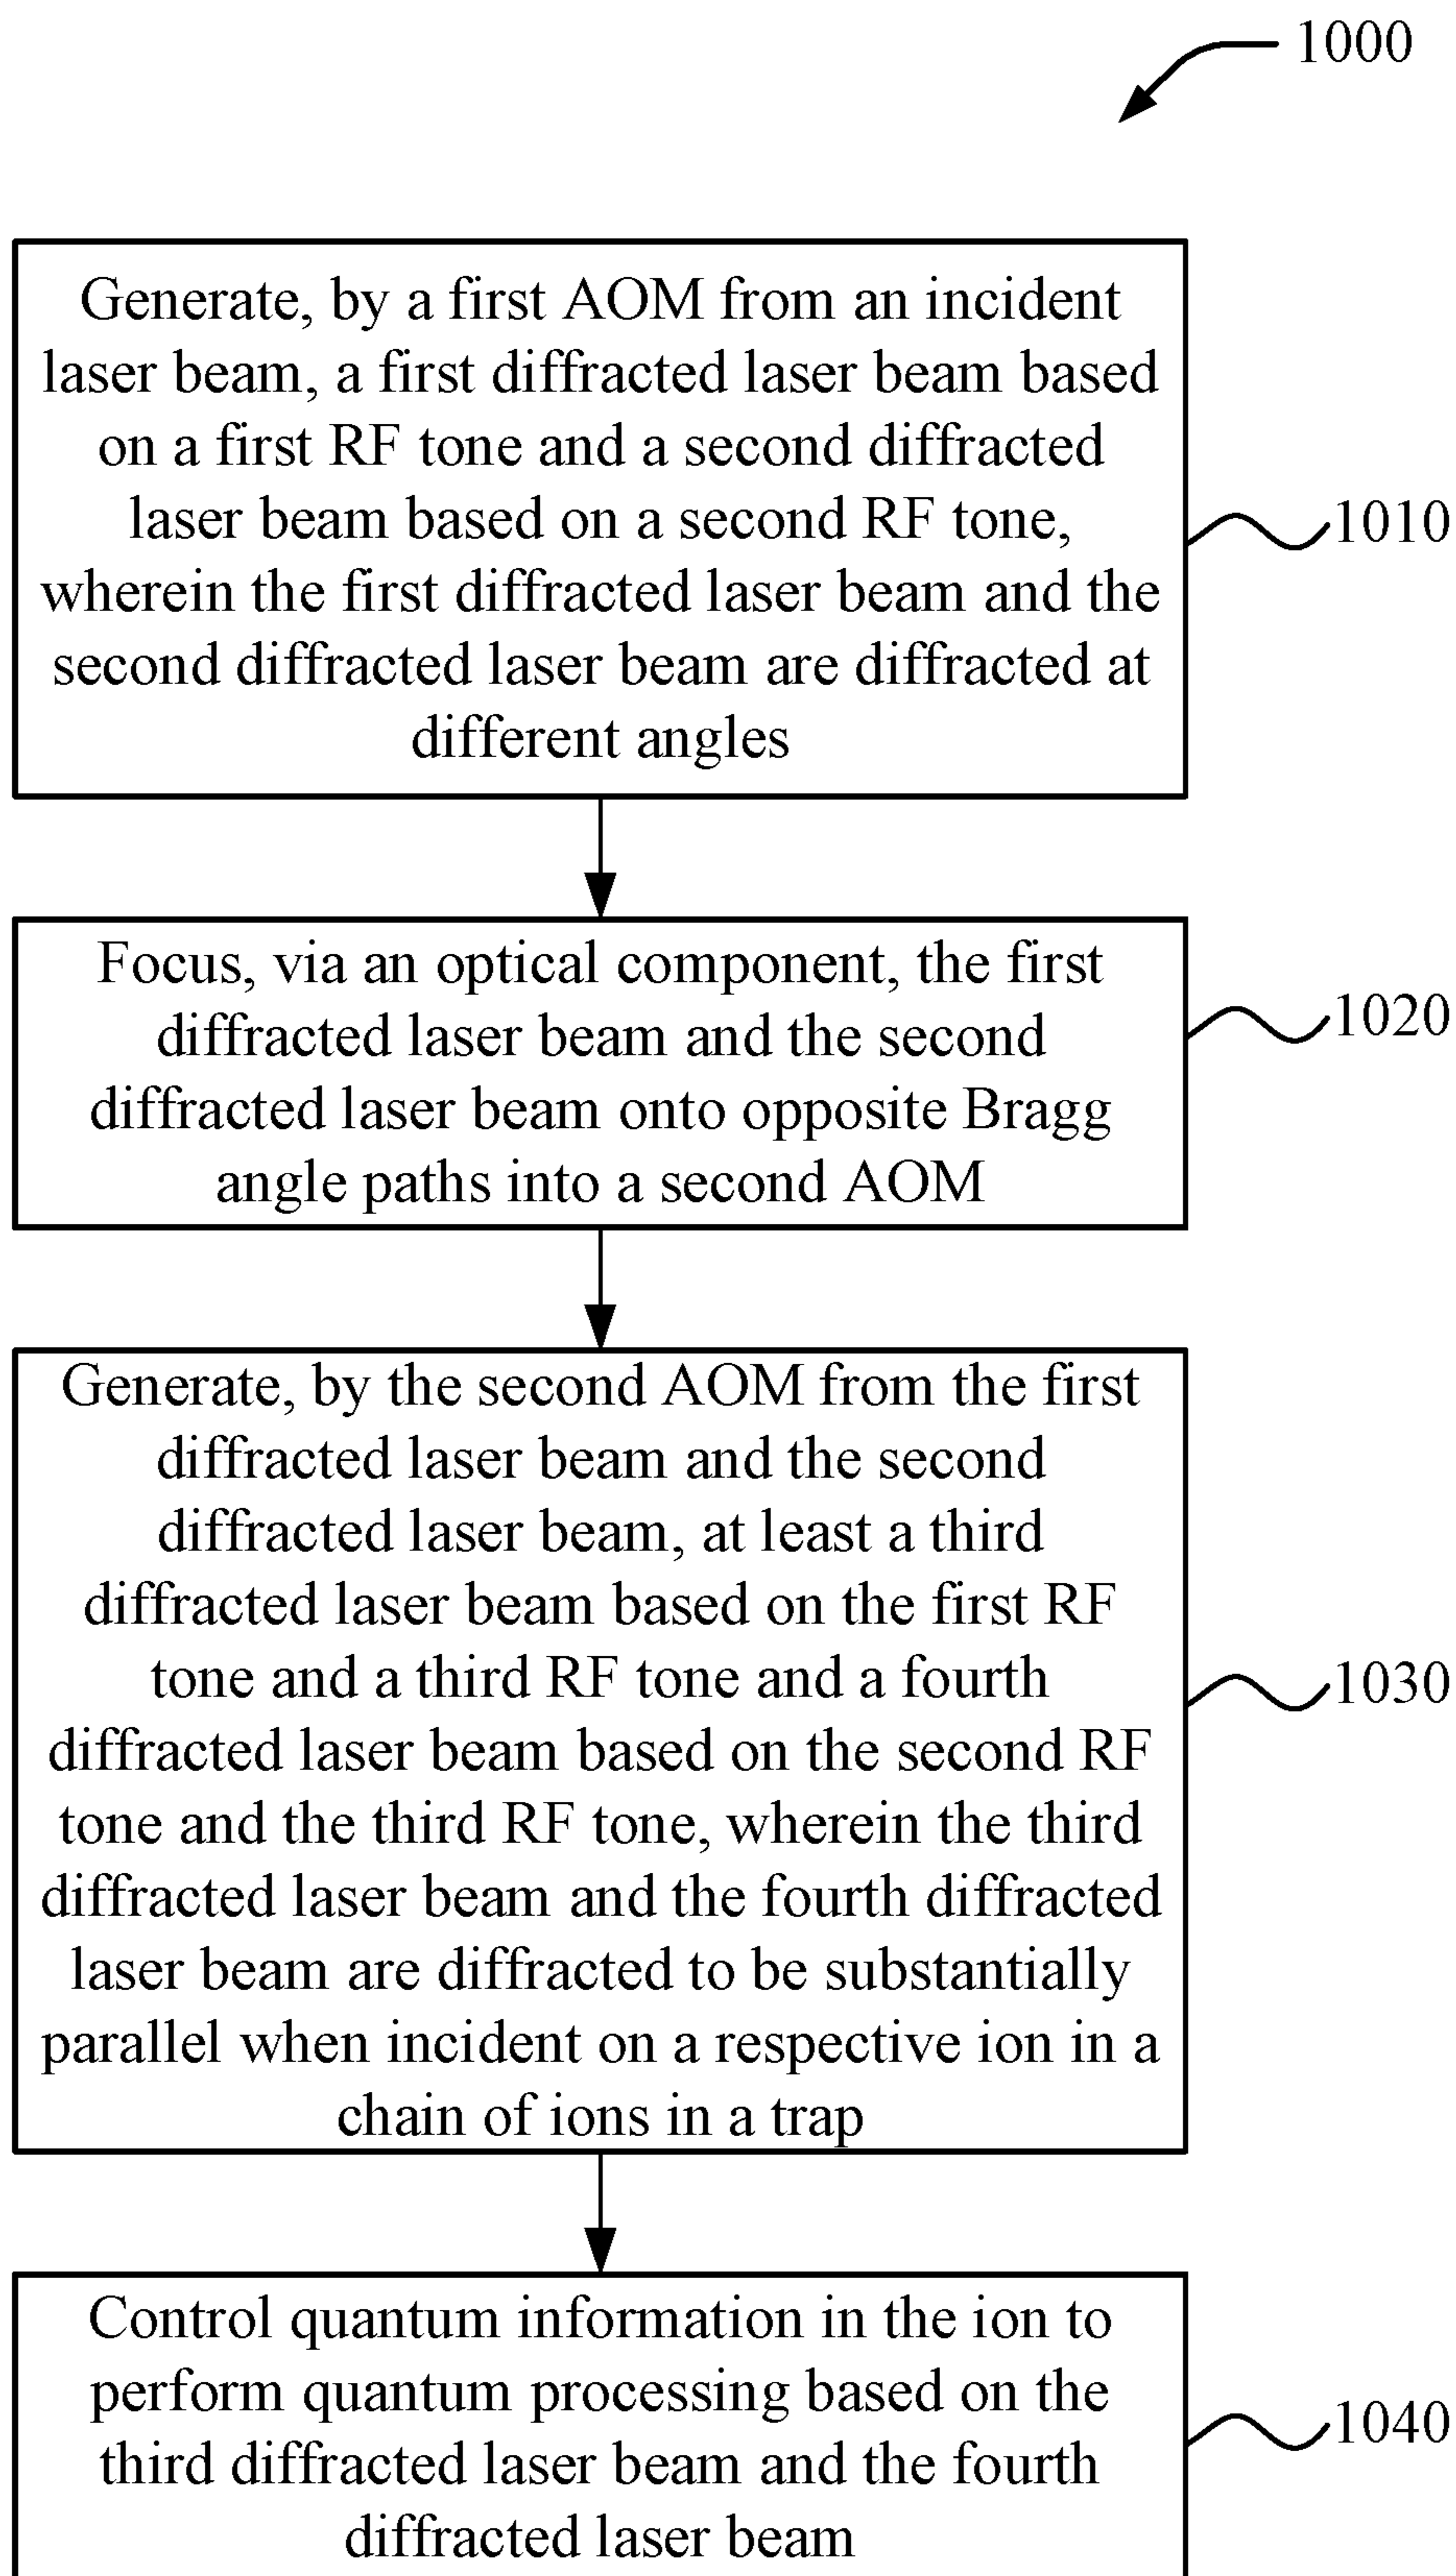 1000
Generate, by a first AOM from an incident
laser beam, a first diffracted laser beam based
on a first RF tone and a second diffracted
laser beam based on a second RF tone,
wherein the first diffracted laser beam and the
second diffracted laser beam are diffracted at
different angles
1010
Focus, via an optical component, the first
diffracted laser beam and the second
diffracted laser beam onto opposite Bragg
angle paths into a second AOM
1020
Generate, by the second AOM from the first
diffracted laser beam and the second
diffracted laser beam, at least a third
diffracted laser beam based on the first RF
tone and a third RF tone and a fourth
diffracted laser beam based on the second RF
tone and the third RF tone, wherein the third
diffracted laser beam and the fourth diffracted
laser beam are diffracted to be substantially
parallel when incident on a respective ion in a
chain of ions in a trap
1030
Control quantum information in the ion to
perform quantum processing based on the
third diffracted laser beam and the fourth
diffracted laser beam
1040